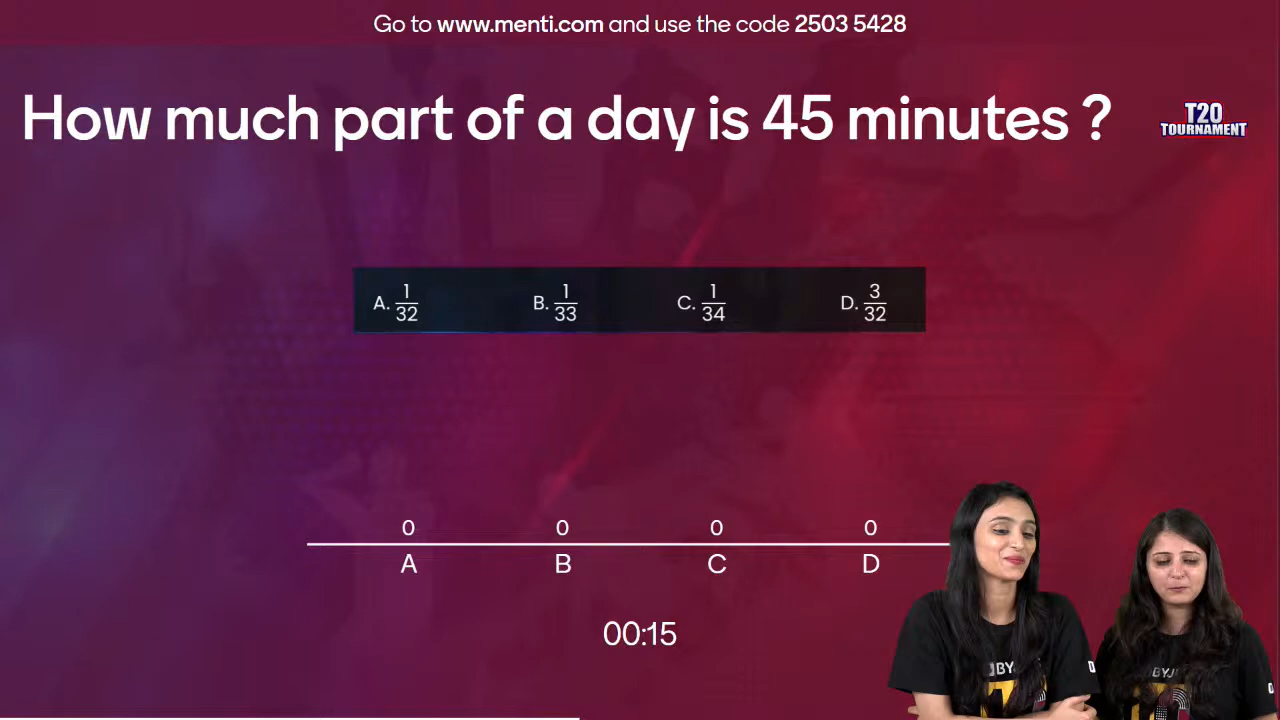 Go to www.menti.com and use the code 2503 5428
How much part of a day is 45 minutes ?
T20
TOURNAMENT
A. 1/32 B. 1/33 C. 1/34 D. 3/32
0 0 0 0
A B C D
00:15